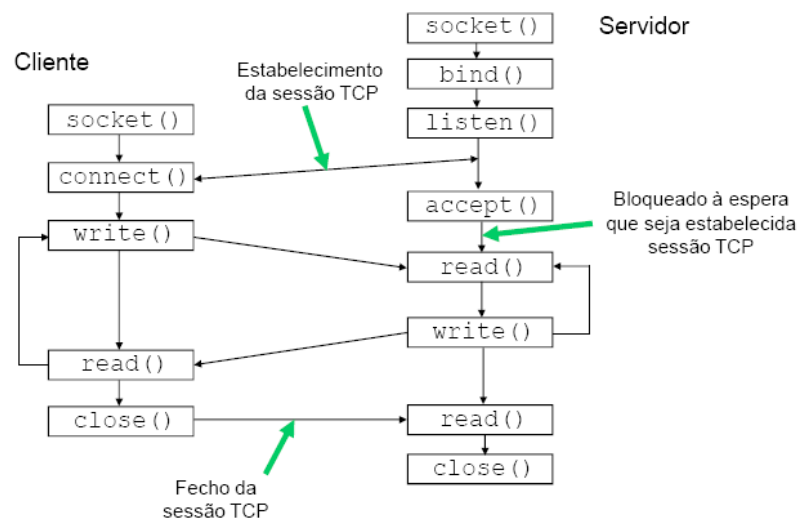 Cliente
Servidor
socket()
bind()
listen()
Estabelecimento
da sessão TCP
socket()
connect()
accept()
Bloqueado à espera
que seja estabelecida
sessão TCP
write()
read()
write()
read()
close()
read()
close()
Fecho da
sessão TCP